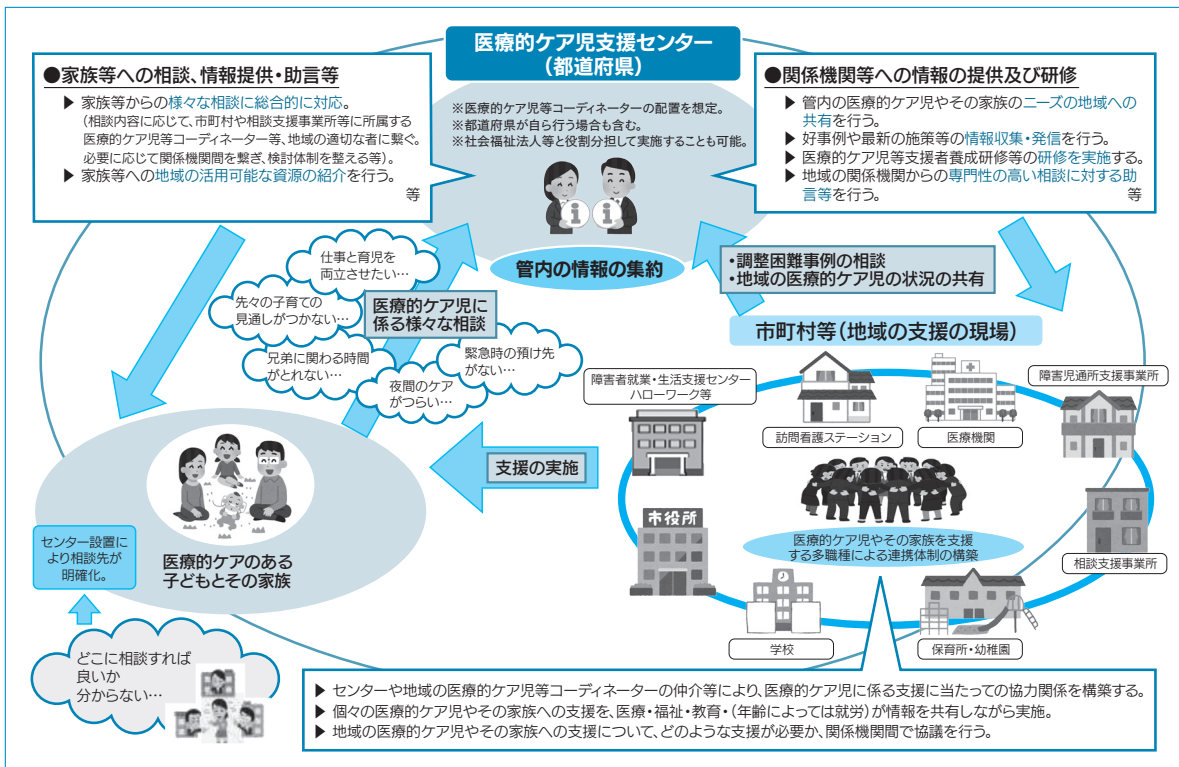 医療的ケア児支援センター
(都道府県)
●家族等への相談、情報提供・助言等
▶ 家族等からの様々な相談に総合的に対応。
(相談内容に応じて、市町村や相談支援事業所等に所属する
医療的ケア児等コーディネーター等、地域の適切な者に繋ぐ。
必要に応じて関係機関間を繋ぎ、検討体制を整える等)。
▶ 家族等への地域の活用可能な資源の紹介を行う。
等
※医療的ケア児等コーディネーターの配置を想定。
※都道府県が自ら行う場合も含む。
※社会福祉法人等と役割分担して実施することも可能。
●関係機関等への情報の提供及び研修
▶ 管内の医療的ケア児やその家族のニーズの地域への
共有を行う。
▶ 好事例や最新の施策等の情報収集・発信を行う。
▶ 医療的ケア児等支援者養成研修等の研修を実施する。
▶ 地域の関係機関からの専門性の高い相談に対する助
言等を行う。
等
管内の情報の集約
仕事と育児を
両立させたい…
先々の子育ての
見通しがつかない…
兄弟に関わる時間
がとれない…
夜間のケア
がつらい…
緊急時の預け先
がない…
医療的ケア児に
係る様々な相談
・調整困難事例の相談
・地域の医療的ケア児の状況の共有
市町村等(地域の支援の現場)
障害者就業・生活支援センター
ハローワーク等
訪問看護ステーション
医療機関
障害児通所支援事業所
支援の実施
市役所
医療的ケア児やその家族を支援
する多職種による連携体制の構築
相談支援事業所
学校
保育所・幼稚園
医療的ケアのある
子どもとその家族
センター設置に
より相談先が
明確化。
どこに相談すれば
良いか
分からない…
▶ センターや地域の医療的ケア児等コーディネーターの仲介等により、医療的ケア児に係る支援に当たっての協力関係を構築する。
▶ 個々の医療的ケア児やその家族への支援を、医療・福祉・教育・(年齢によっては就労)が情報を共有しながら実施。
▶ 地域の医療的ケア児やその家族への支援について、どのような支援が必要か、関係機関間で協議を行う。